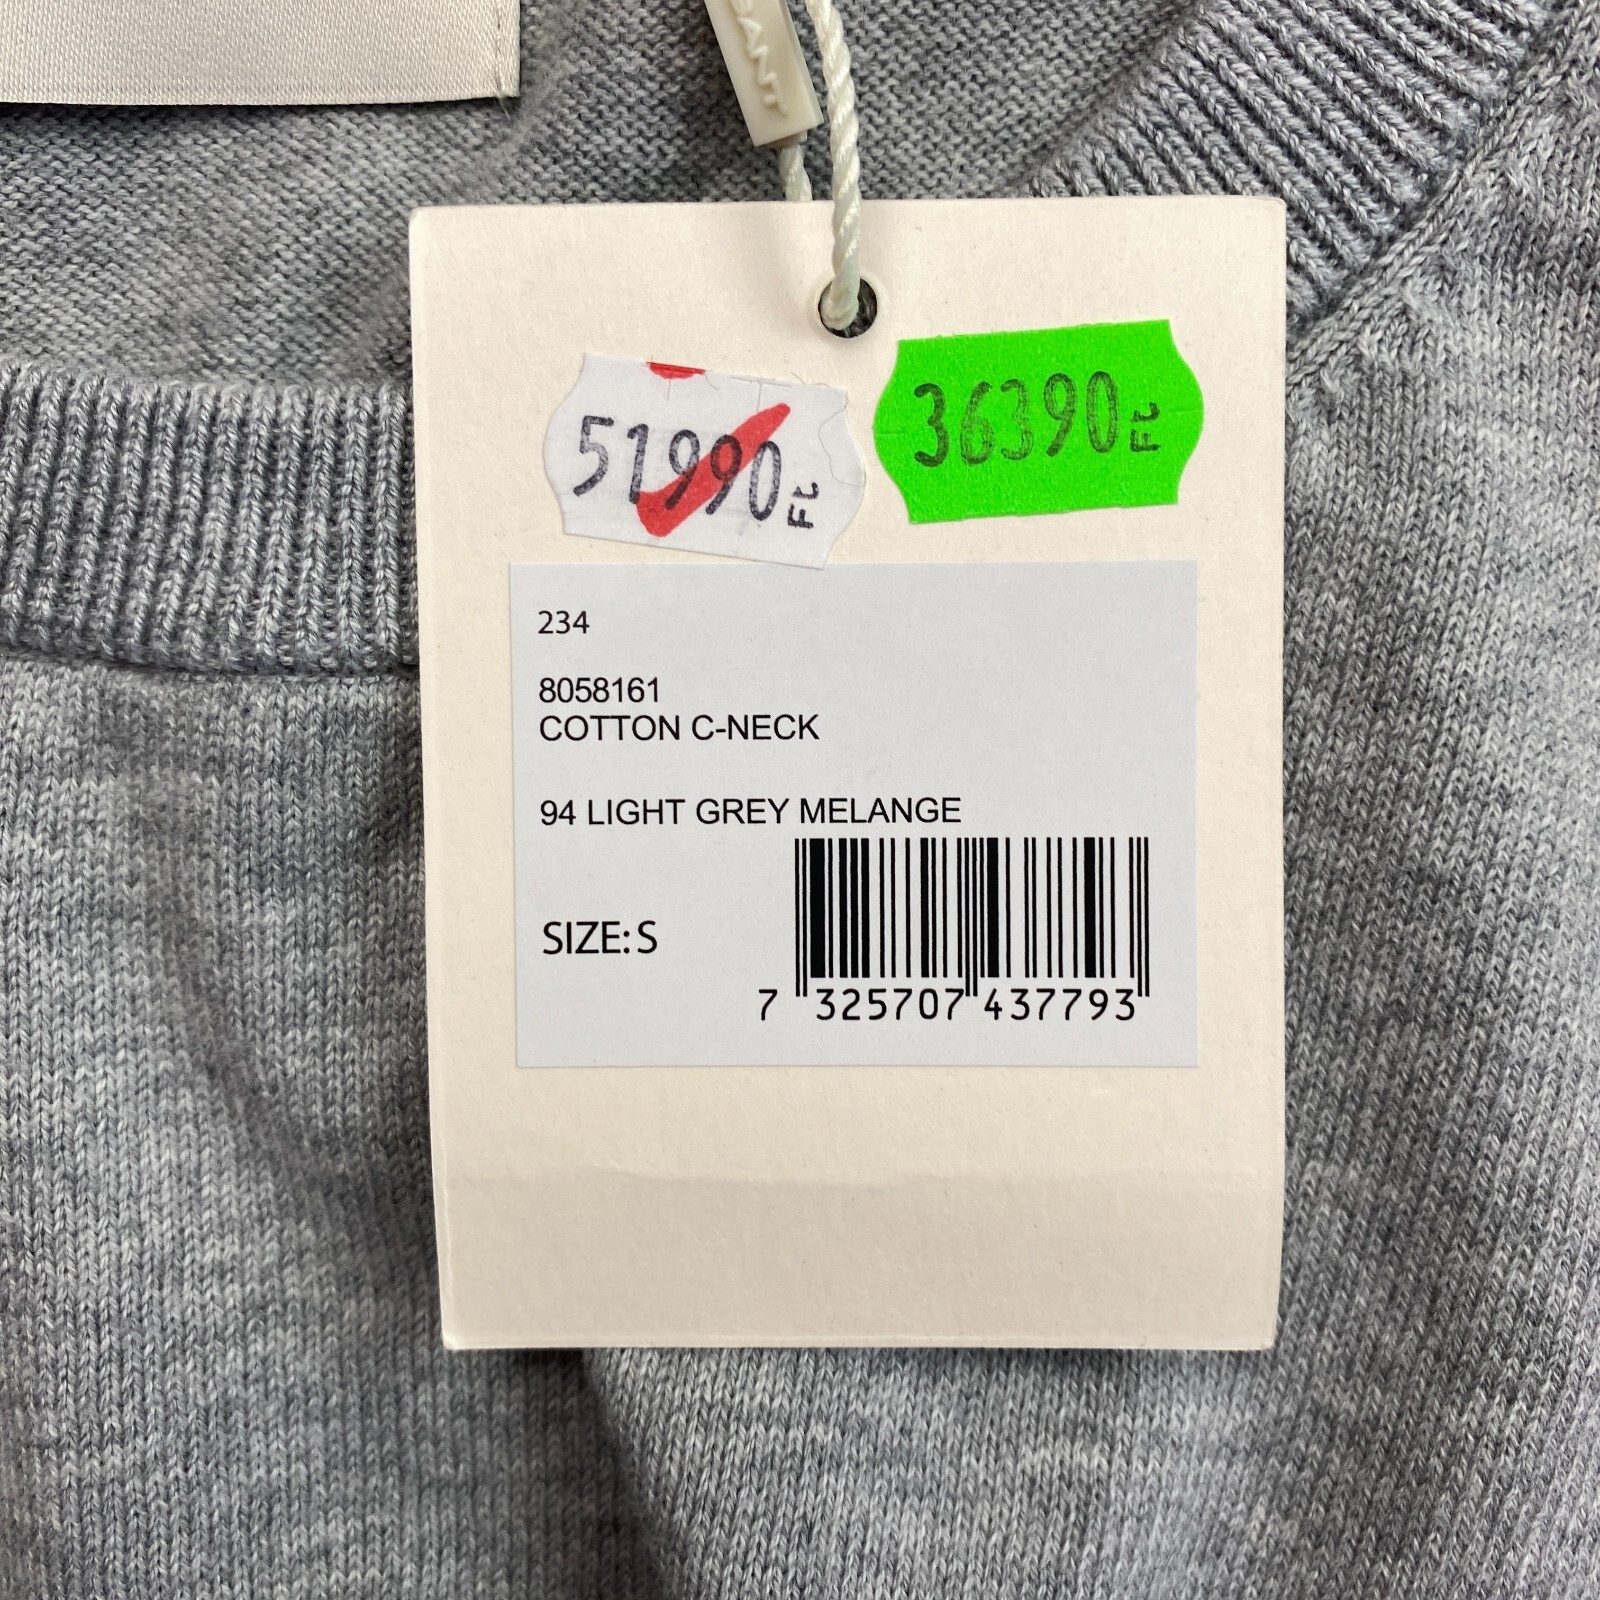 GANT
51990 Ft
36390 Ft
234
8058161
COTTON C-NECK
94 LIGHT GREY MELANGE
SIZE: S
7 325707 437793